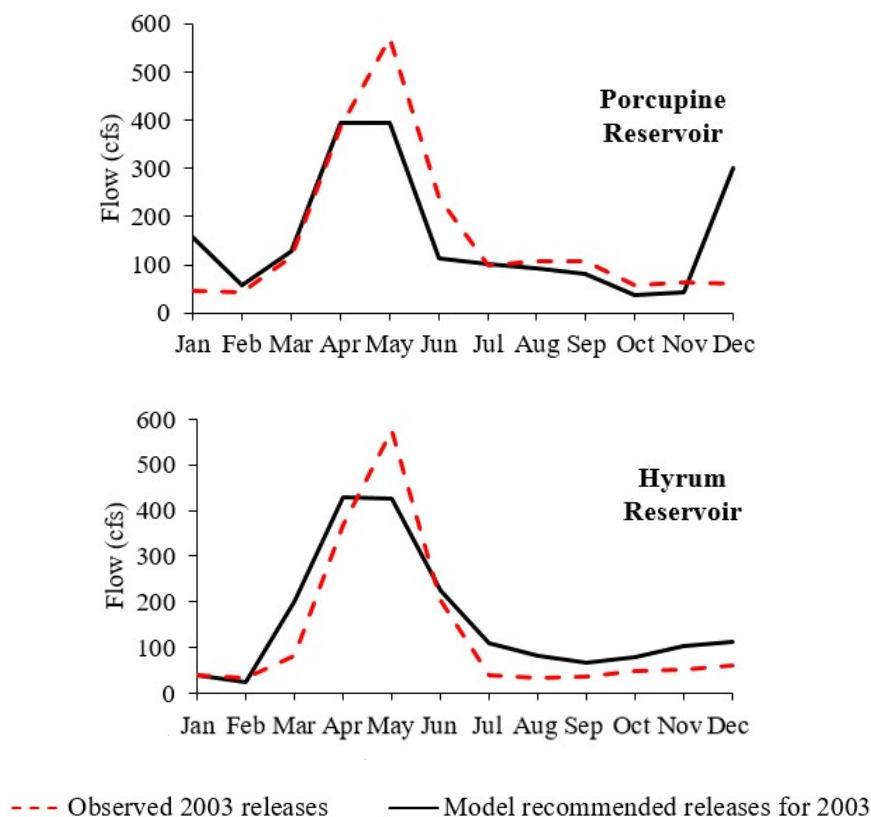 600
500
400
300
200
100
0
Flow (cfs)
Porcupine
Reservoir
Jan Feb Mar Apr May Jun Jul Aug Sep Oct Nov Dec
600
500
400
300
200
100
0
Flow (cfs)
Hyrum
Reservoir
Jan Feb Mar Apr May Jun Jul Aug Sep Oct Nov Dec
Observed 2003 releases Model recommended releases for 2003